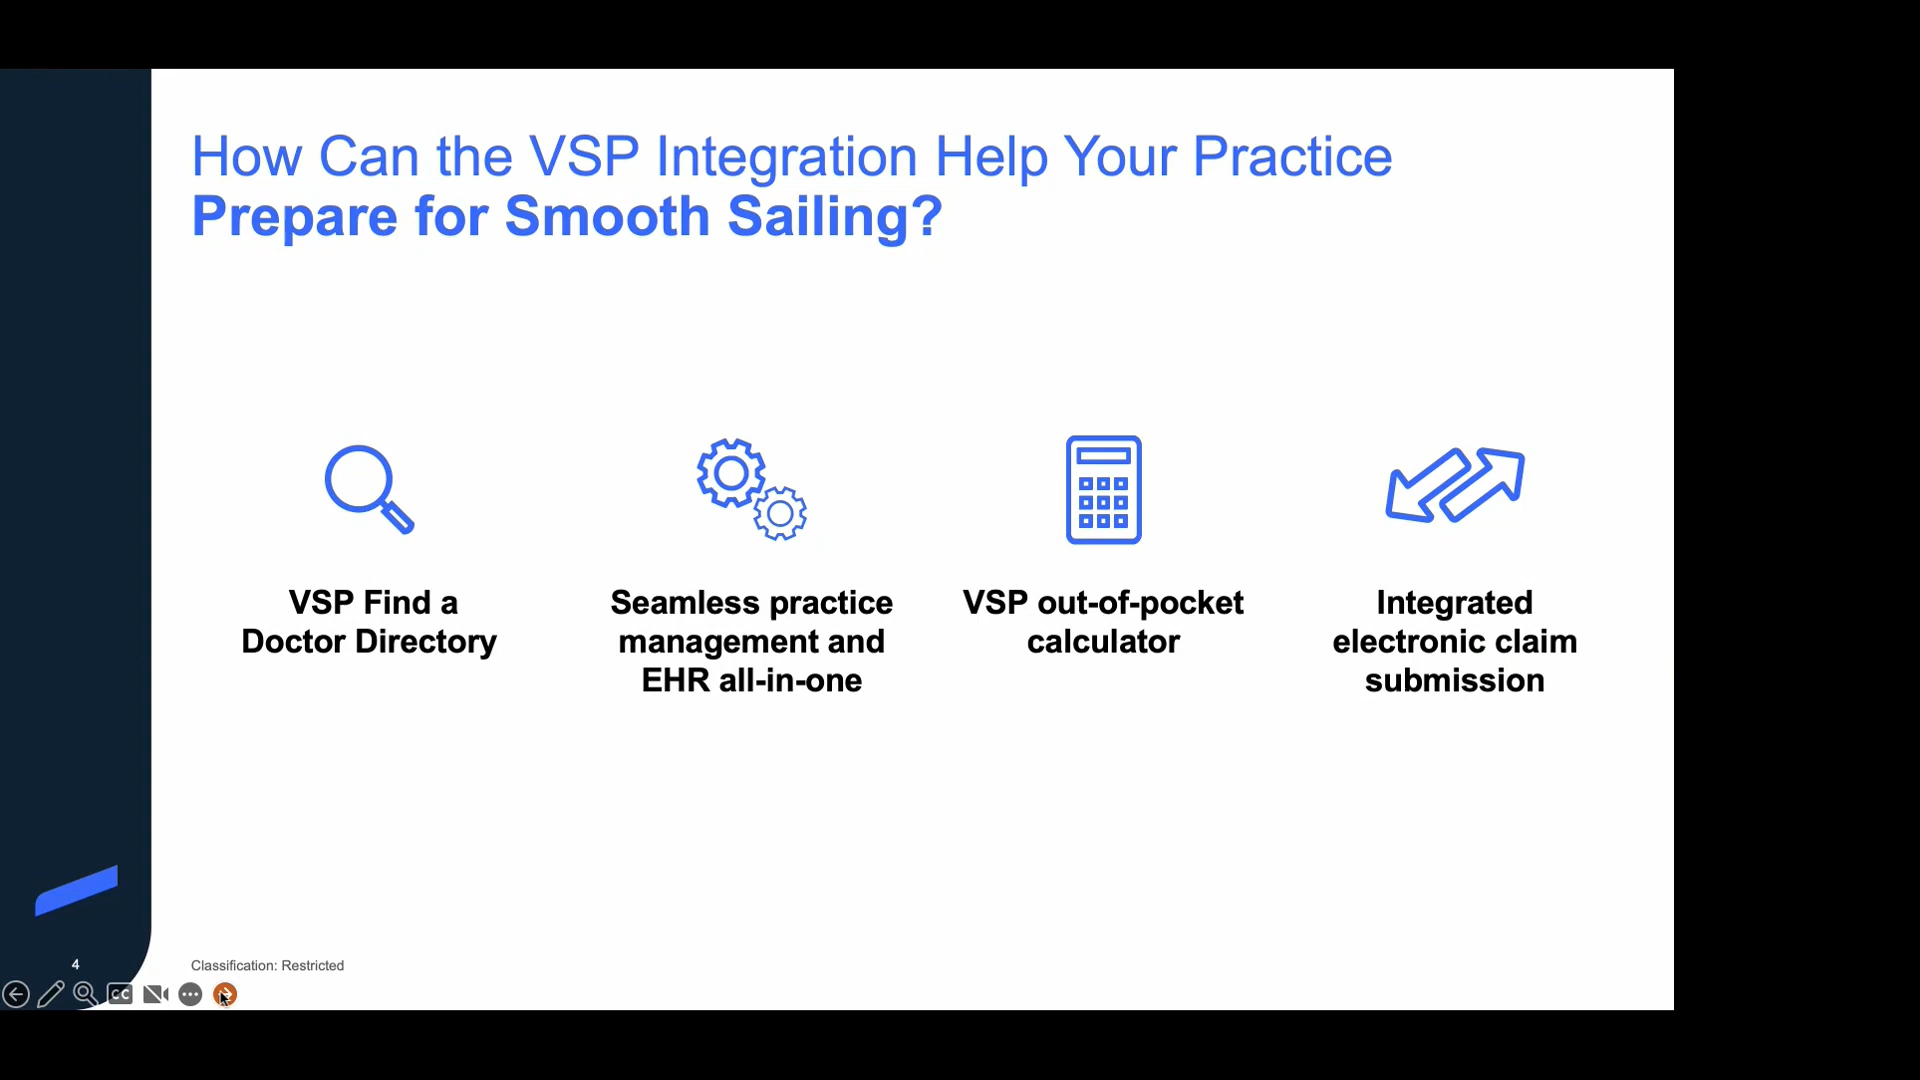 How Can the VSP Integration Help Your Practice
Prepare for Smooth Sailing?
VSP Find a
Doctor Directory
Seamless practice
management and
EHR all-in-one
VSP out-of-pocket
calculator
Integrated
electronic claim
submission
4
Classification: Restricted
CC